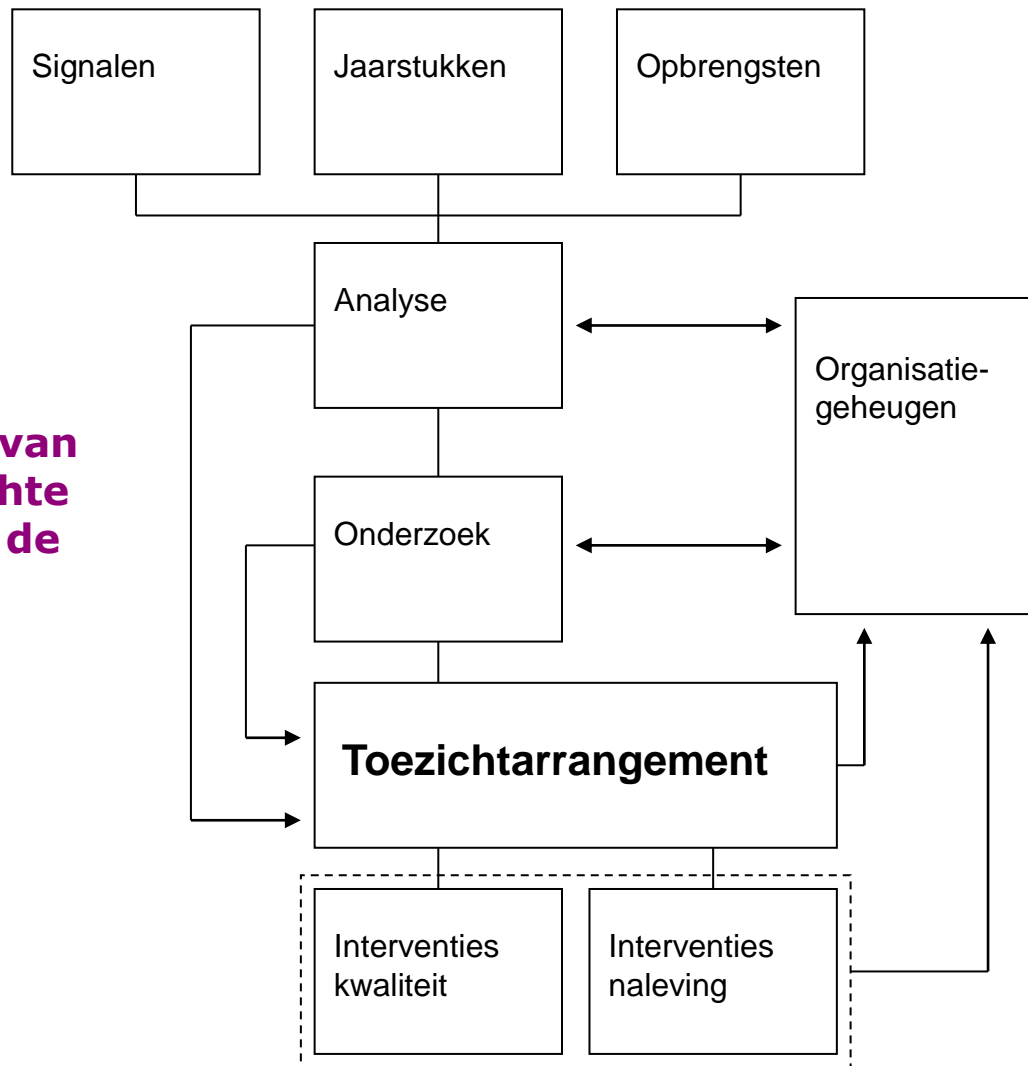 Signalen
Jaarstukken
Opbrengsten
Analyse
Organisatie-
geheugen
van
hte
de
Onderzoek
Toezichtarrangement
Interventies
kwaliteit
Interventies
naleving